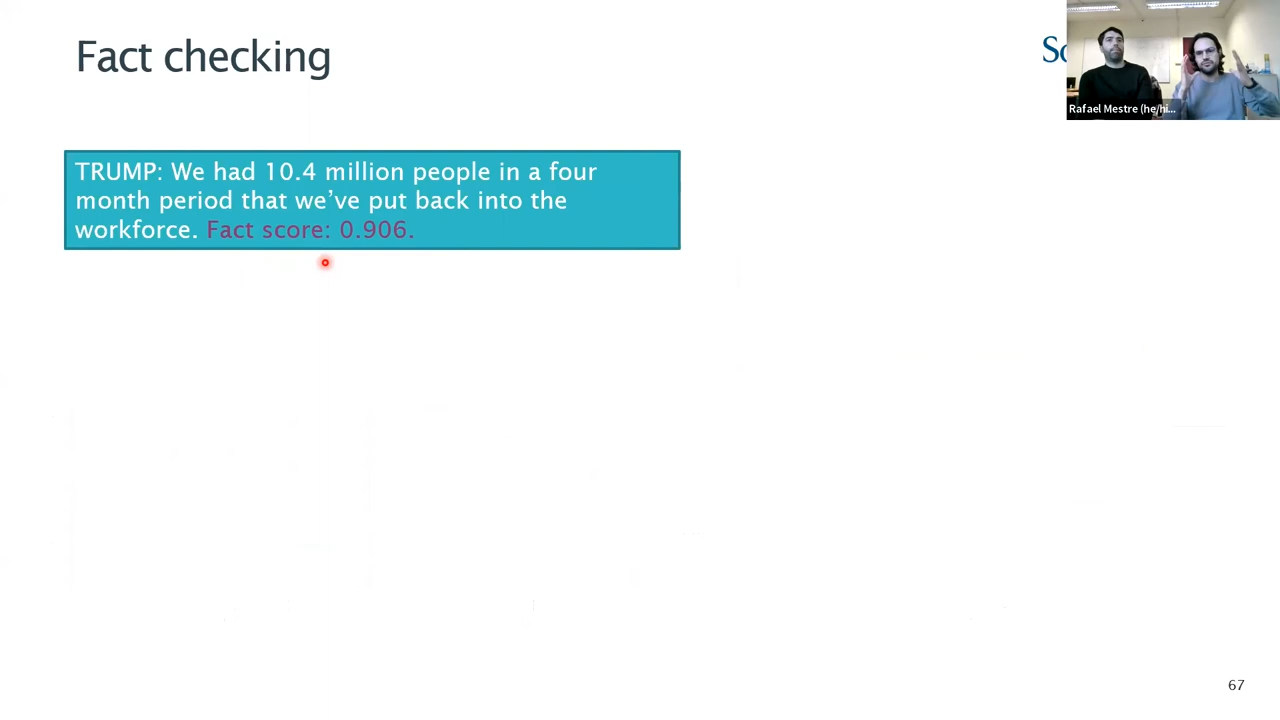 Fact checking
So
Rafael Mestre (he/hi...
TRUMP: We had 10.4 million people in a four
month period that we’ve put back into the
workforce. Fact score: 0.906.
67